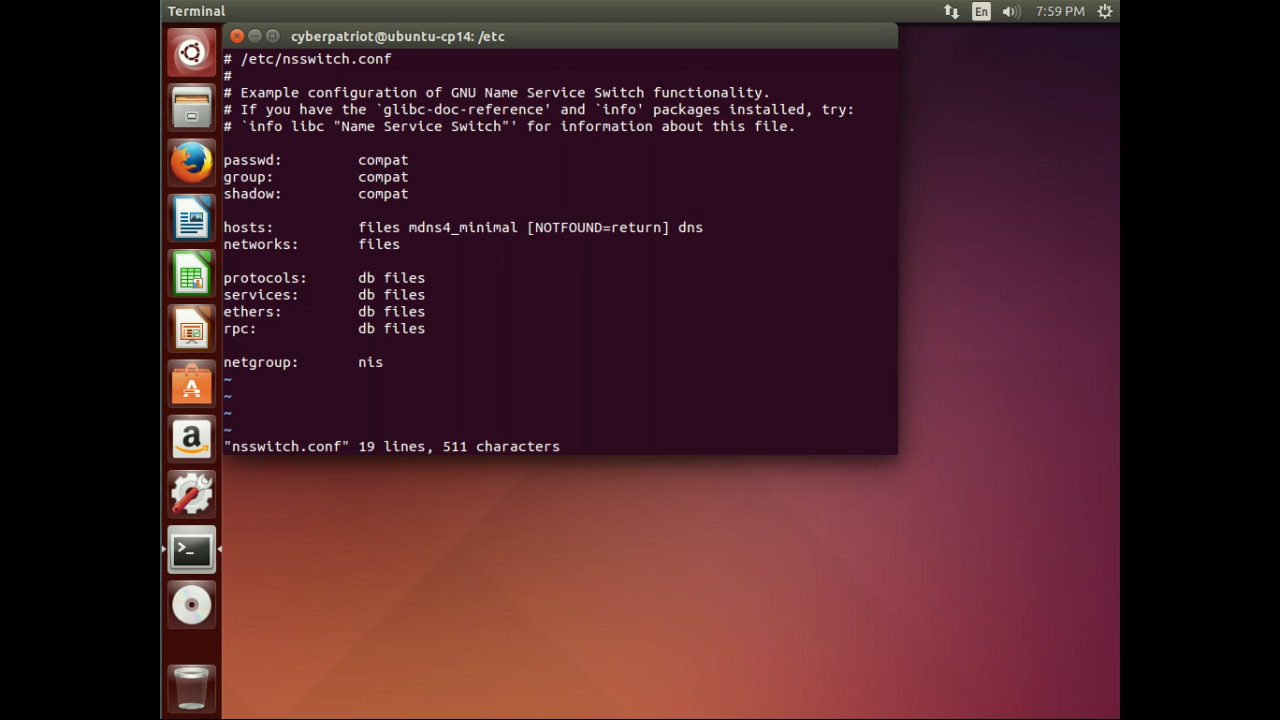 Terminal
En
7:59 PM
cyberpatriot@ubuntu-cp14: /etc
# /etc/nsswitch.conf
#
# Example configuration of GNU Name Service Switch functionality.
# If you have the `glibc-doc-reference' and `info' packages installed, try:
# `info libc "Name Service Switch"' for information about this file.
passwd:         compat
group:          compat
shadow:         compat
hosts:          files mdns4_minimal [NOTFOUND=return] dns
networks:       files
protocols:      db files
services:       db files
ethers:         db files
rpc:            db files
netgroup:       nis
~
~
~
~
"nsswitch.conf" 19 lines, 511 characters